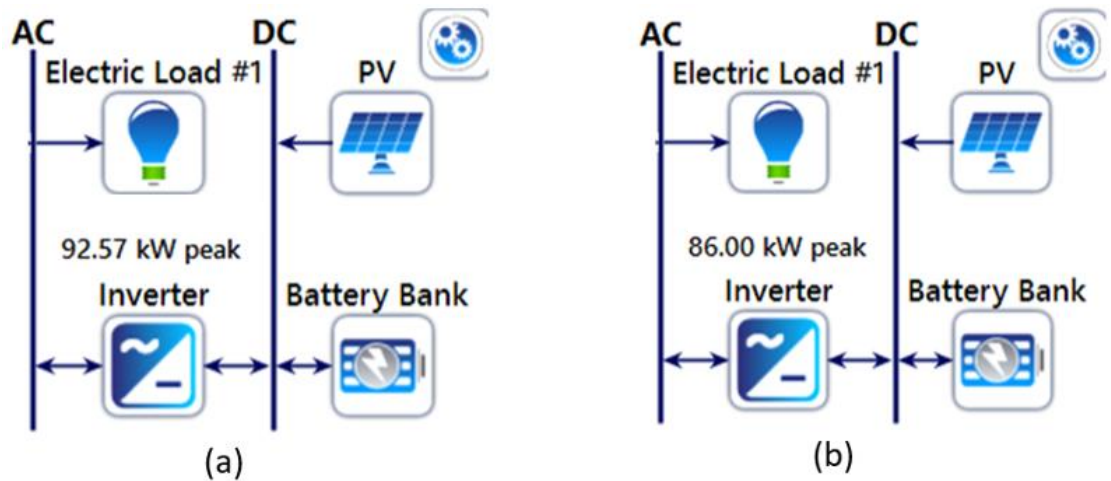 AC
DC
Electric Load #1
PV
92.57 kW peak
Inverter
Battery Bank
(a)
AC
DC
Electric Load #1
PV
86.00 kW peak
Inverter
Battery Bank
(b)